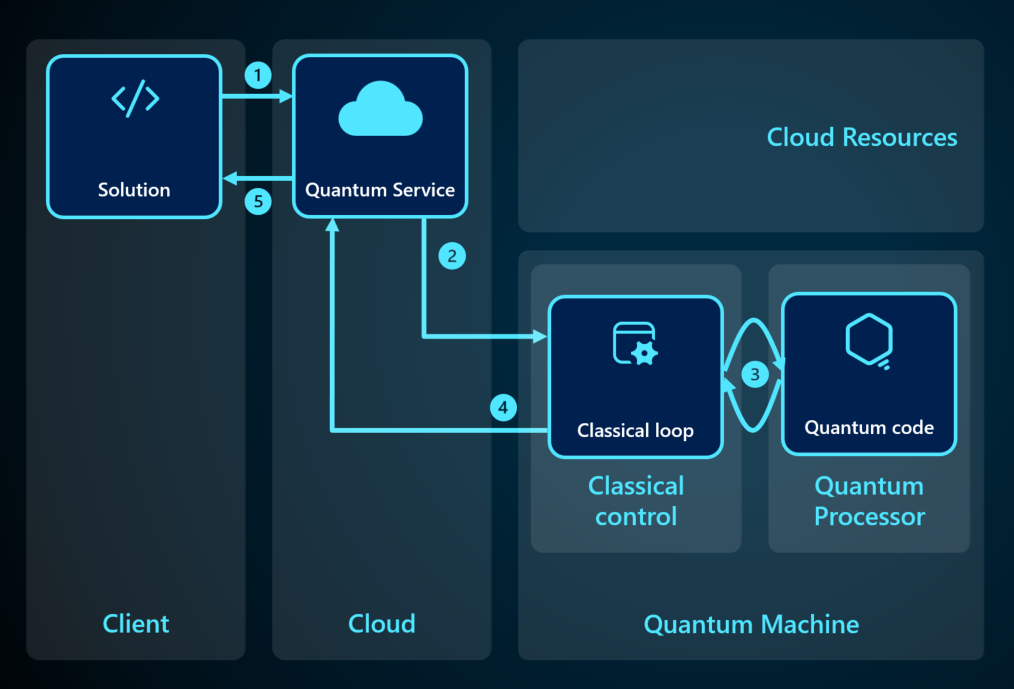 1
Solution
5
Quantum Service
2
Cloud Resources
3
4
Classical loop
Quantum code
Classical
control
Quantum
Processor
Client
Cloud
Quantum Machine